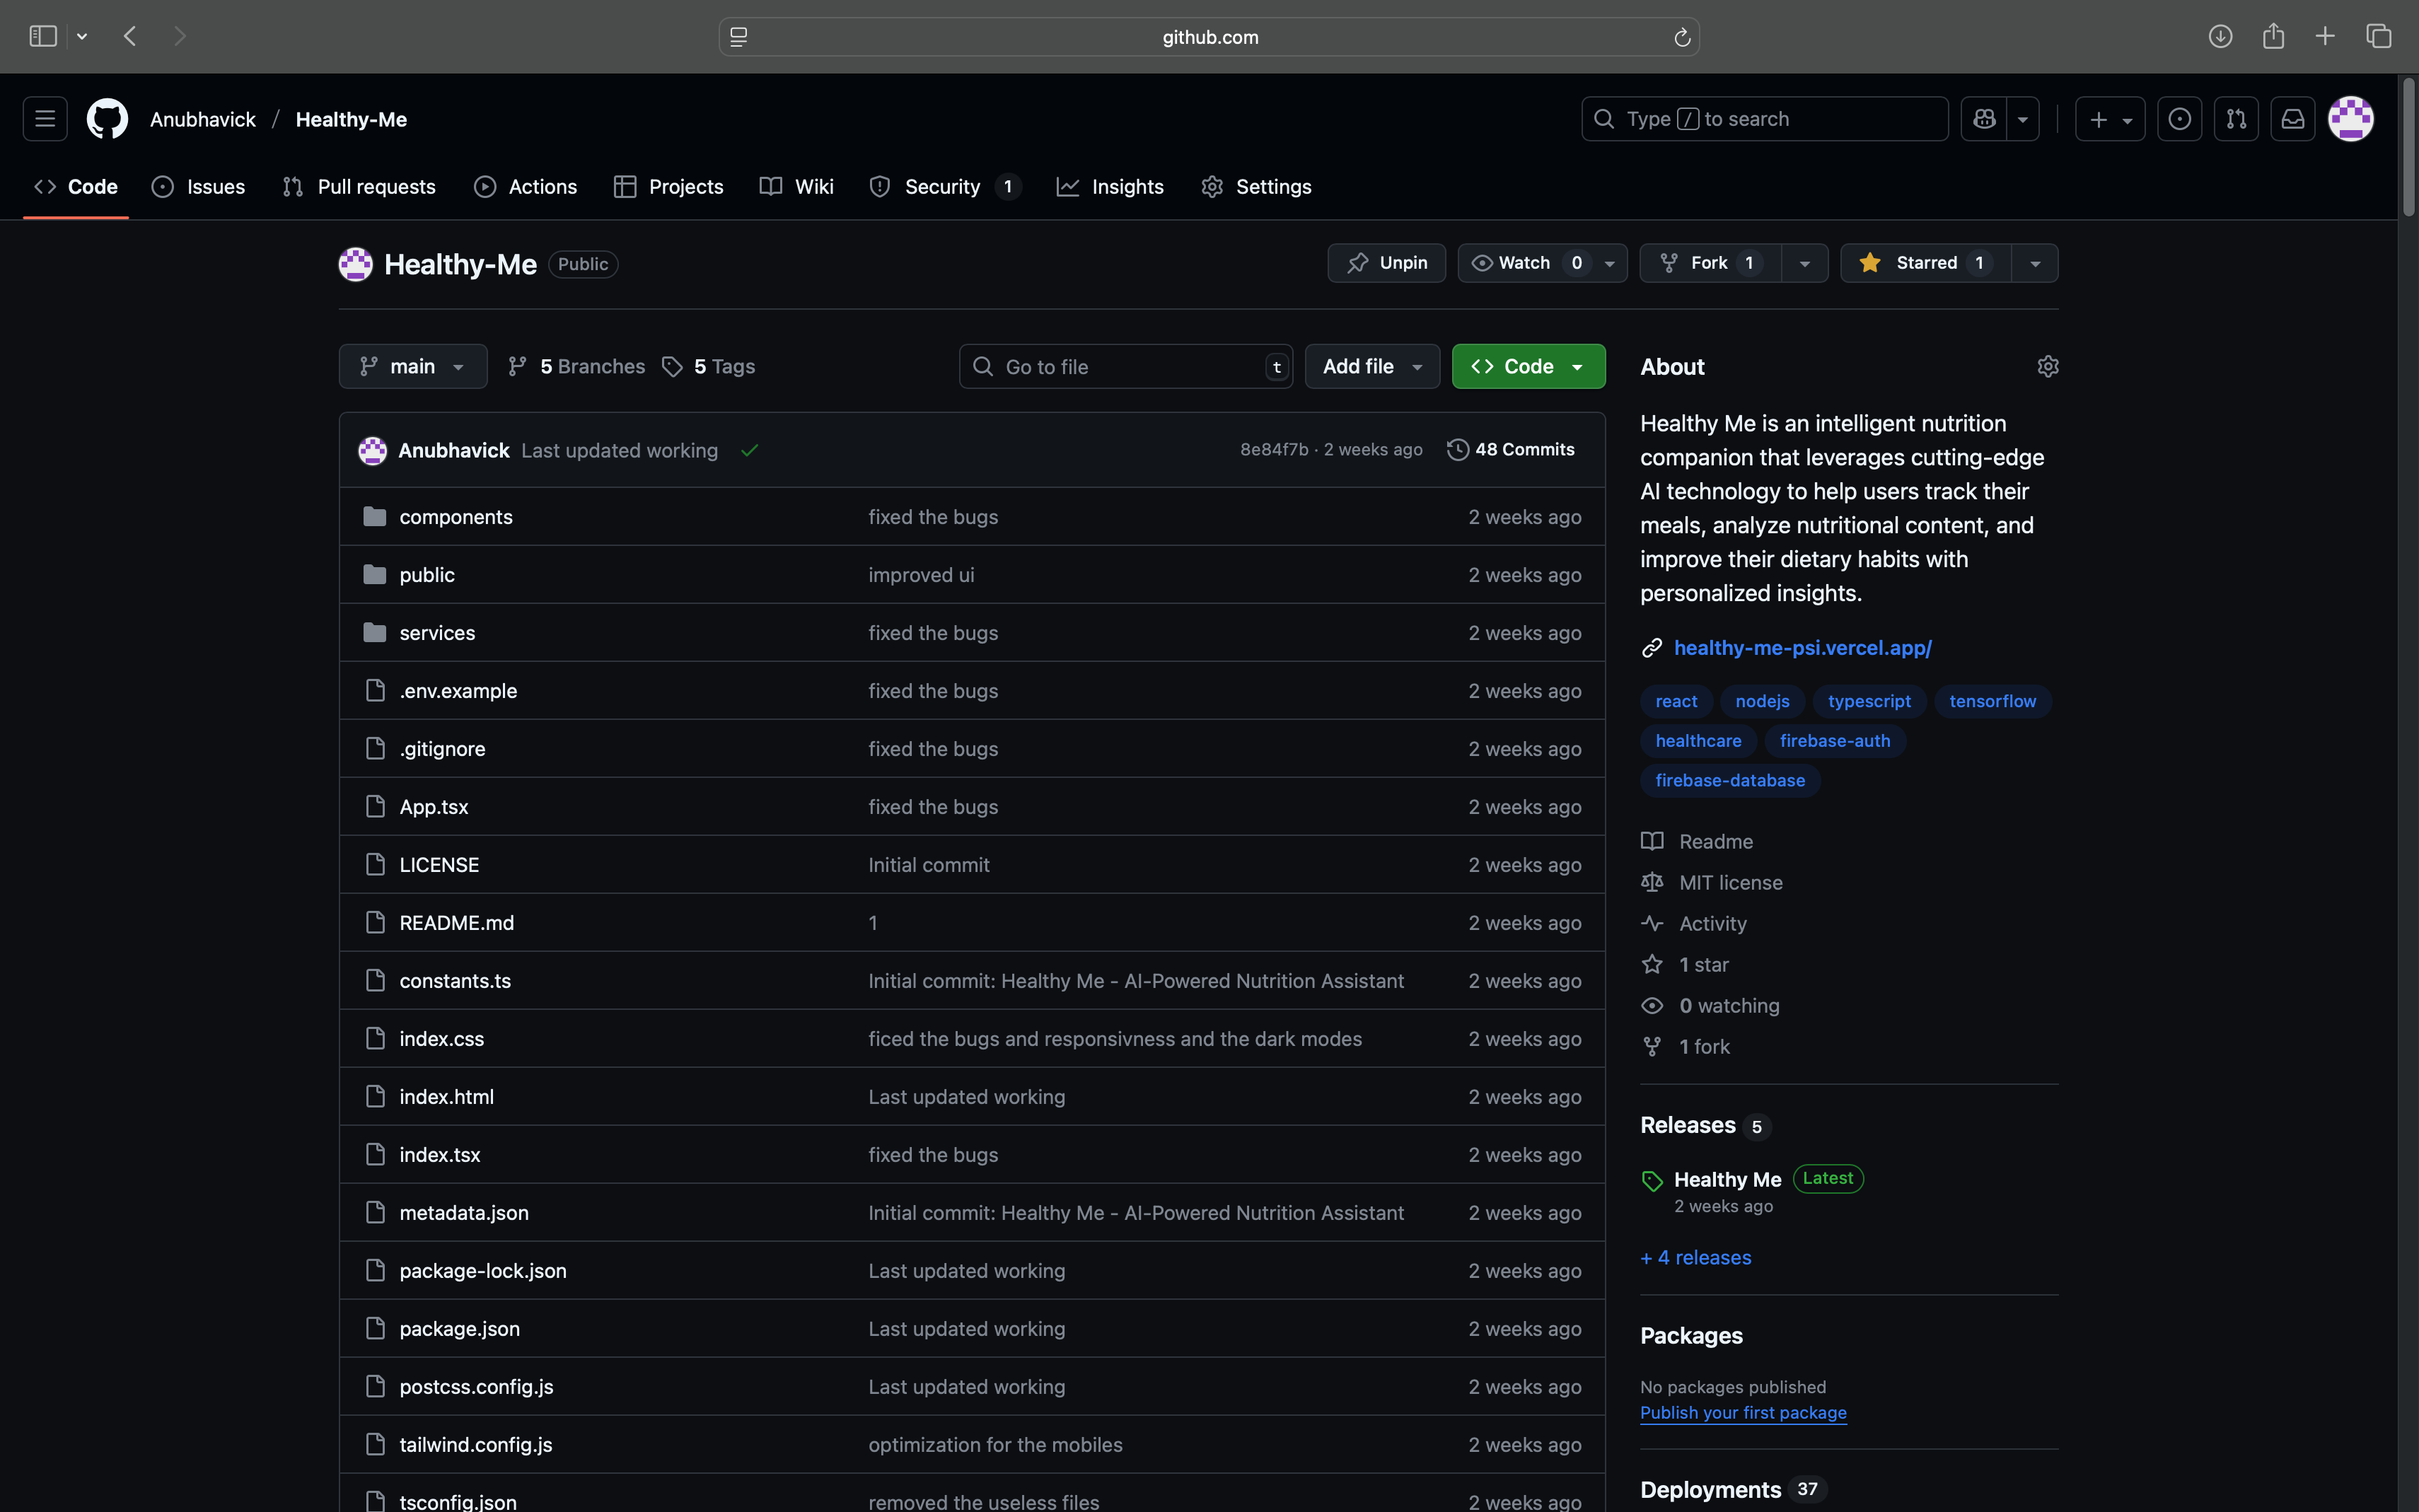 github.com
Anubhavick / Healthy-Me
Type / to search
Code Issues Pull requests Actions Projects Wiki Security 1 Insights Settings
Healthy-Me Public
Unpin Watch 0 Fork 1 Starred 1
main 5 Branches 5 Tags
Go to file t Add file Code
Anubhavick Last updated working 8e84f7b · 2 weeks ago 48 Commits
components fixed the bugs 2 weeks ago
public improved ui 2 weeks ago
services fixed the bugs 2 weeks ago
.env.example fixed the bugs 2 weeks ago
.gitignore fixed the bugs 2 weeks ago
App.tsx fixed the bugs 2 weeks ago
LICENSE Initial commit 2 weeks ago
README.md 1 2 weeks ago
constants.ts Initial commit: Healthy Me - AI-Powered Nutrition Assistant 2 weeks ago
index.css ficed the bugs and responsivness and the dark modes 2 weeks ago
index.html Last updated working 2 weeks ago
index.tsx fixed the bugs 2 weeks ago
metadata.json Initial commit: Healthy Me - AI-Powered Nutrition Assistant 2 weeks ago
package-lock.json Last updated working 2 weeks ago
package.json Last updated working 2 weeks ago
postcss.config.js Last updated working 2 weeks ago
tailwind.config.js optimization for the mobiles 2 weeks ago
tsconfig.json removed the useless files 2 weeks ago
About
Healthy Me is an intelligent nutrition
companion that leverages cutting-edge
AI technology to help users track their
meals, analyze nutritional content, and
improve their dietary habits with
personalized insights.
healthy-me-psi.vercel.app/
react nodejs typescript tensorflow
healthcare firebase-auth
firebase-database
Readme
MIT license
Activity
1 star
0 watching
1 fork
Releases 5
Healthy Me Latest
2 weeks ago
+ 4 releases
Packages
No packages published
Publish your first package
Deployments 37